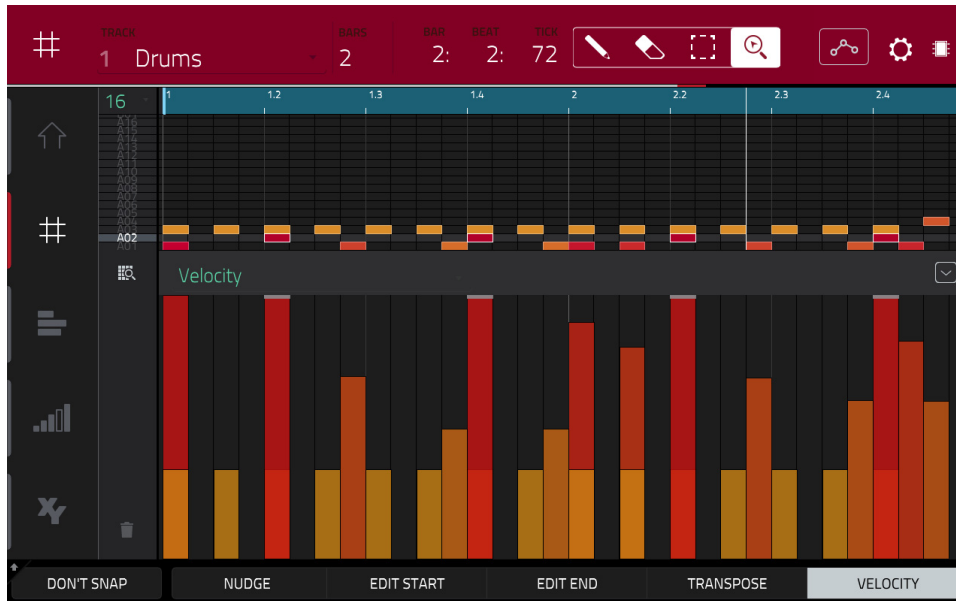 TRACK BARS BAR BEAT TICK
1 Drums 2 2: 2: 72
16 1 1.2 1.3 1.4 2 2.2 2.3 2.4
A16
A15
A14
A13
A12
A11
A10
A09
A08
A07
A06
A05
A04
A03
A02
A01
Velocity
XY
DON'T SNAP NUDGE EDIT START EDIT END TRANSPOSE VELOCITY